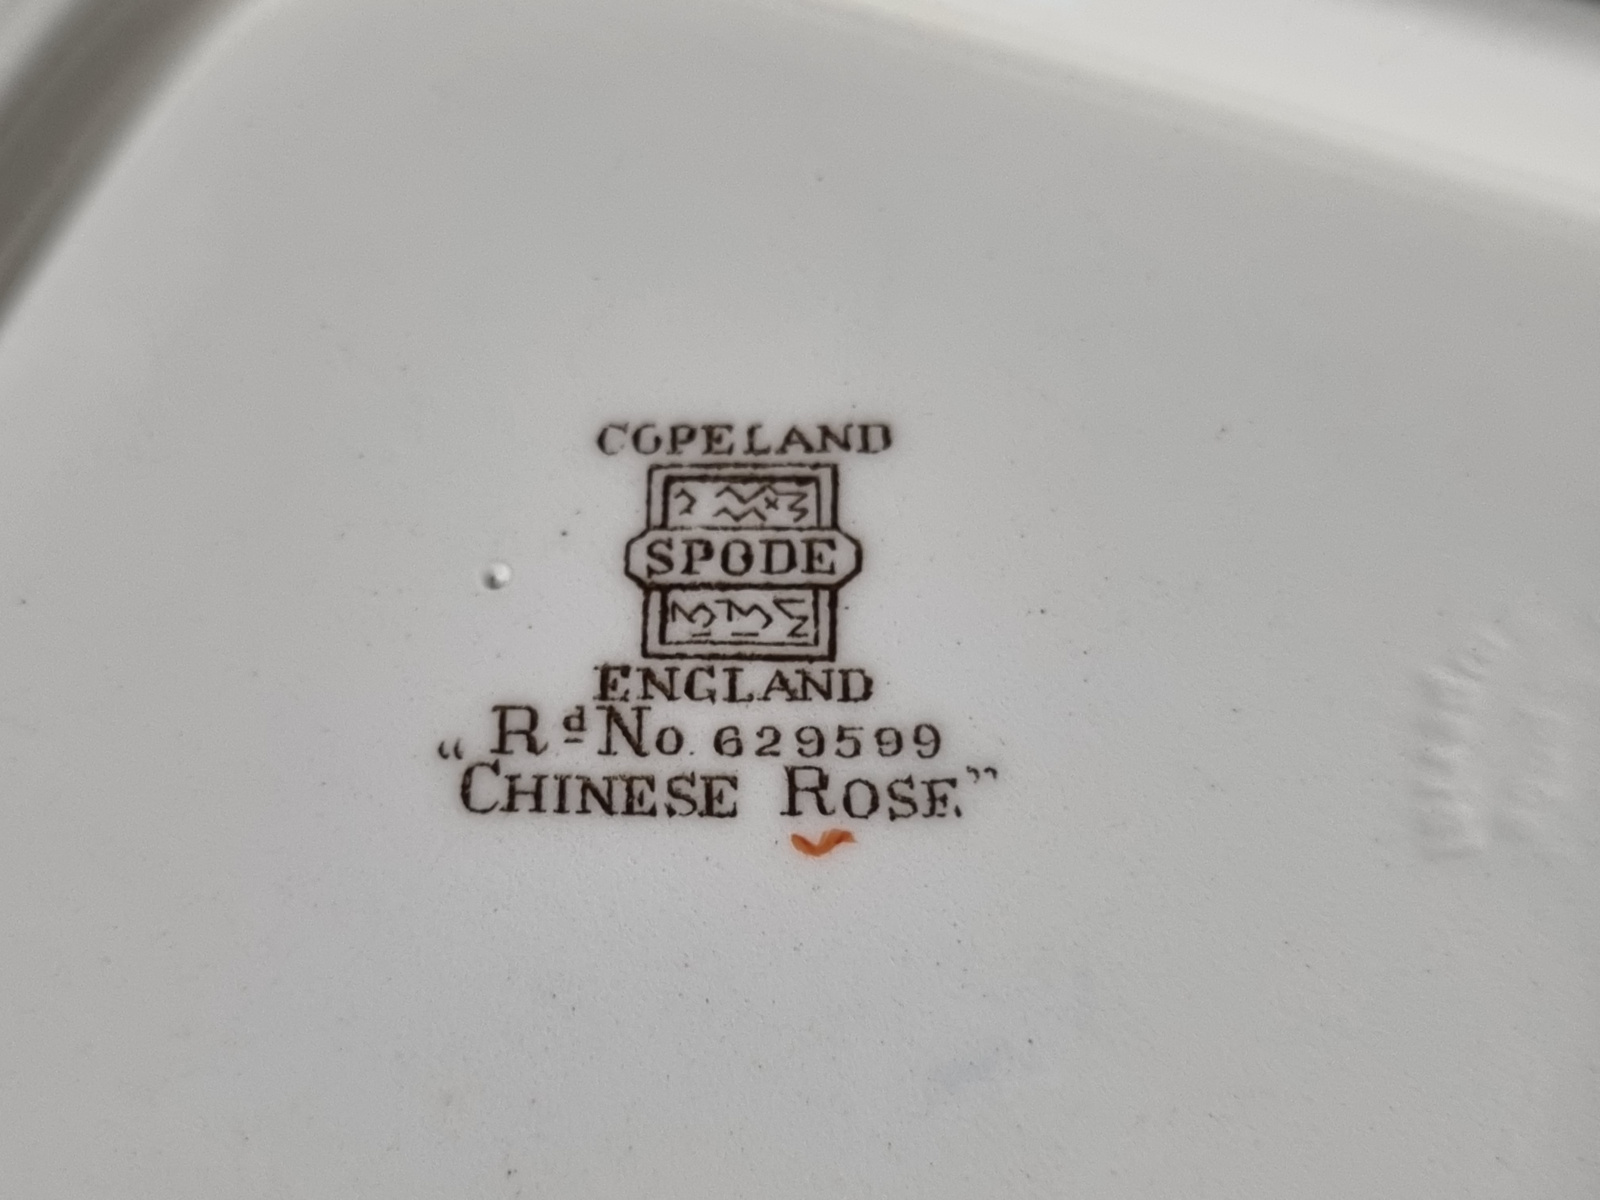 COPELAND
SPODE
ENGLAND
Rd No. 629599
“CHINESE ROSE”